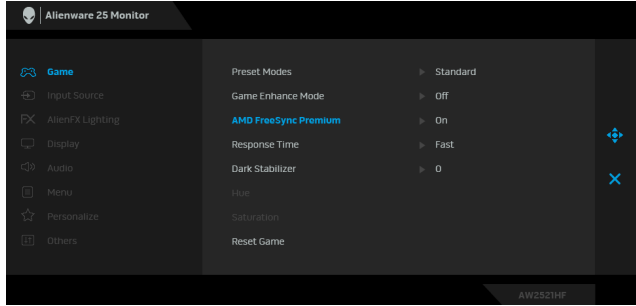 Alienware 25 Monitor
Game
Input Source
AlienFX Lighting
Display
Audio
Menu
Personalize
Others
Preset Modes Standard
Game Enhance Mode Off
AMD FreeSync Premium On
Response Time Fast
Dark Stabilizer 0
Hue
Saturation
Reset Game
AW2521HF